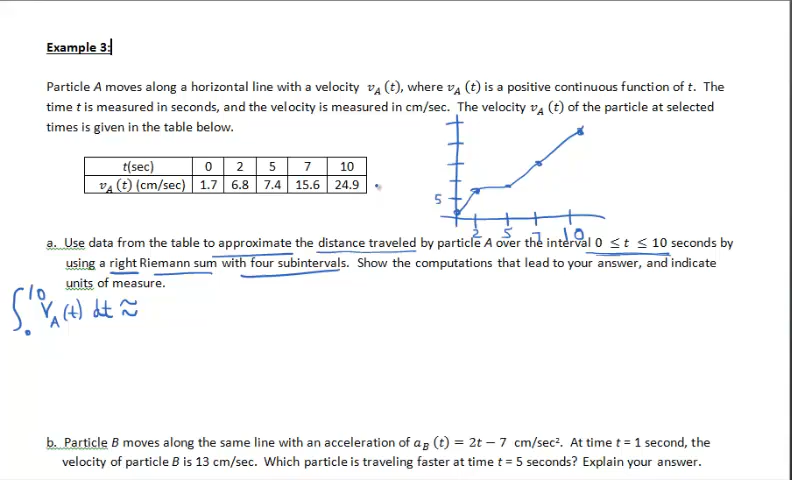 Example 3:
Particle A moves along a horizontal line with a velocity v_A (t), where v_A (t) is a positive continuous function of t. The
time t is measured in seconds, and the velocity is measured in cm/sec. The velocity v_A (t) of the particle at selected
times is given in the table below.
t(sec) 0 2 5 7 10
v_A (t) (cm/sec) 1.7 6.8 7.4 15.6 24.9
5
2 5 7 10
a. Use data from the table to approximate the distance traveled by particle A over the interval 0 ≤ t ≤ 10 seconds by
using a right Riemann sum with four subintervals. Show the computations that lead to your answer, and indicate
units of measure.
∫₀¹⁰ V_A(t) dt ≈
b. Particle B moves along the same line with an acceleration of a_B (t) = 2t − 7 cm/sec². At time t = 1 second, the
velocity of particle B is 13 cm/sec. Which particle is traveling faster at time t = 5 seconds? Explain your answer.